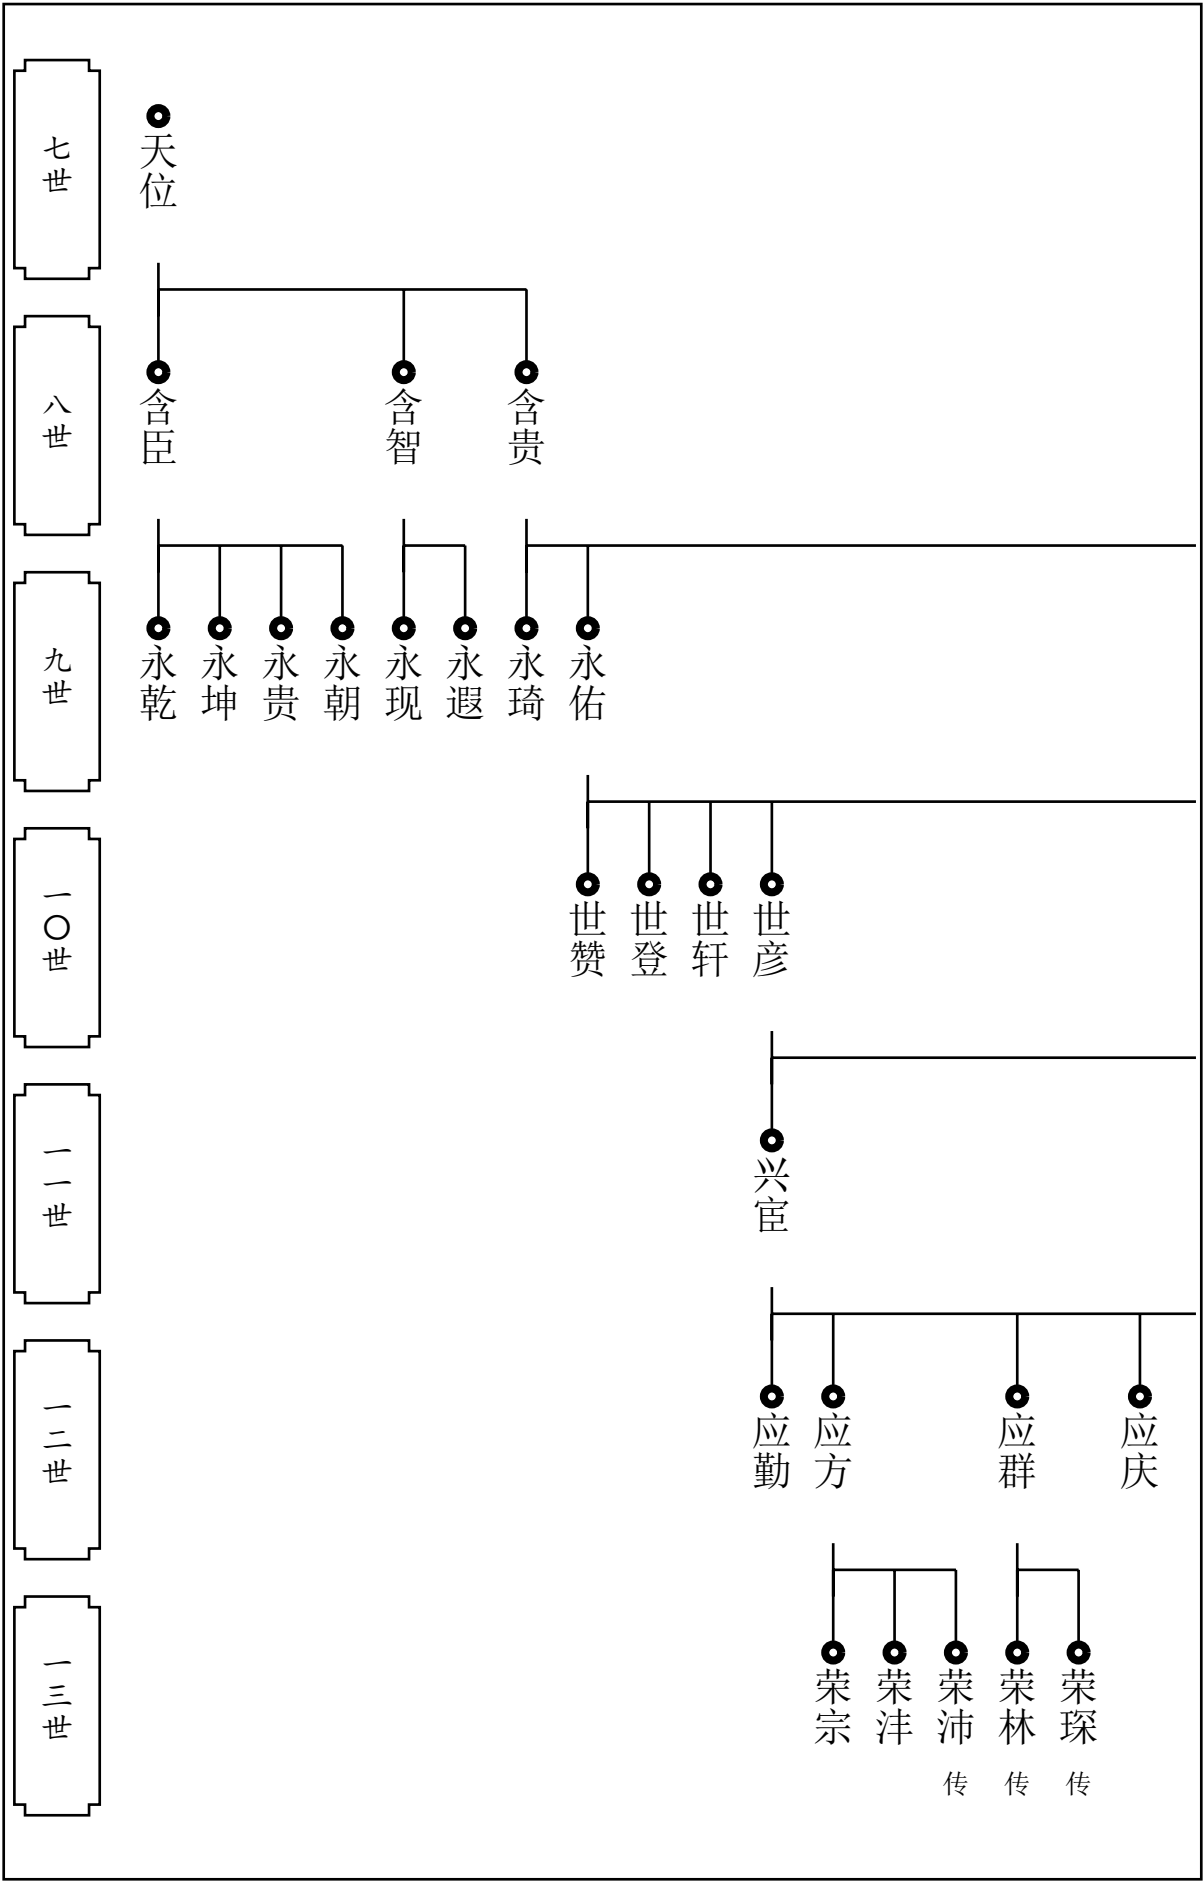 七世
天位
八世
含臣
含智
含贵
九世
永乾
永坤
永贵
永朝
永现
永遐
永琦
永佑
一〇世
世赞
世登
世轩
世彦
一一世
兴宦
一二世
应勤
应方
应群
应庆
一三世
荣宗
荣沣
荣沛
荣林
荣琛
传
传
传